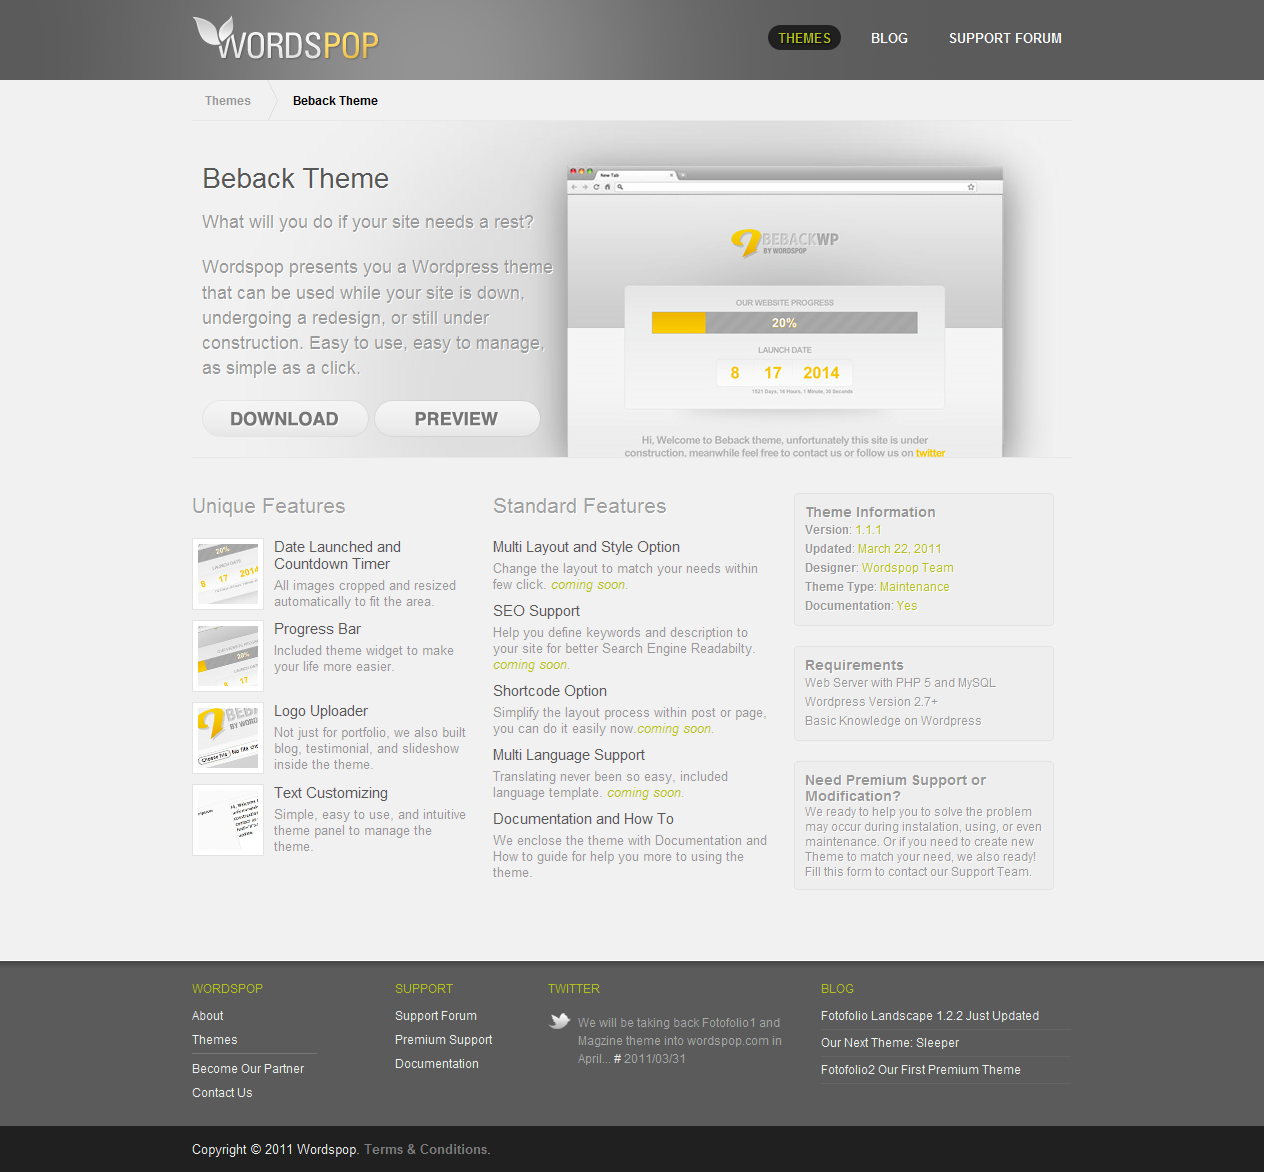 WORDSPOP
THEMES
BLOG
SUPPORT FORUM
Themes
Beback Theme
Beback Theme
What will you do if your site needs a rest?
Wordspop presents you a Wordpress theme
that can be used while your site is down,
undergoing a redesign, or still under
construction. Easy to use, easy to manage,
as simple as a click.
DOWNLOAD
PREVIEW
New Tab
BEBACKWP
BY WORDSPOP
OUR WEBSITE PROGRESS
20%
LAUNCH DATE
8 17 2014
Hi, Welcome to Beback theme, unfortunately this site is under
construction, meanwhile feel free to contact us or follow us on twitter
Unique Features
Date Launched and
Countdown Timer
All images cropped and resized
automatically to fit the area.
Progress Bar
Included theme widget to make
your life more easier.
Logo Uploader
Not just for portfolio, we also built
blog, testimonial, and slideshow
inside the theme.
Text Customizing
Simple, easy to use, and intuitive
theme panel to manage the
theme.
Standard Features
Multi Layout and Style Option
Change the layout to match your needs within
few click. coming soon.
SEO Support
Help you define keywords and description to
your site for better Search Engine Readabilty.
coming soon.
Shortcode Option
Simplify the layout process within post or page,
you can do it easily now.coming soon.
Multi Language Support
Translating never been so easy, included
language template. coming soon.
Documentation and How To
We enclose the theme with Documentation and
How to guide for help you more to using the
theme.
Theme Information
Version: 1.1.1
Updated: March 22, 2011
Designer: Wordspop Team
Theme Type: Maintenance
Documentation: Yes
Requirements
Web Server with PHP 5 and MySQL
Wordpress Version 2.7+
Basic Knowledge on Wordpress
Need Premium Support or
Modification?
We ready to help you to solve the problem
may occur during instalation, using, or even
maintenance. Or if you need to create new
Theme to match your need, we also ready!
Fill this form to contact our Support Team.
WORDSPOP
About
Themes
Become Our Partner
Contact Us
SUPPORT
Support Forum
Premium Support
Documentation
TWITTER
We will be taking back Fotofolio1 and
Magzine theme into wordspop.com in
April... # 2011/03/31
BLOG
Fotofolio Landscape 1.2.2 Just Updated
Our Next Theme: Sleeper
Fotofolio2 Our First Premium Theme
Copyright © 2011 Wordspop. Terms & Conditions.